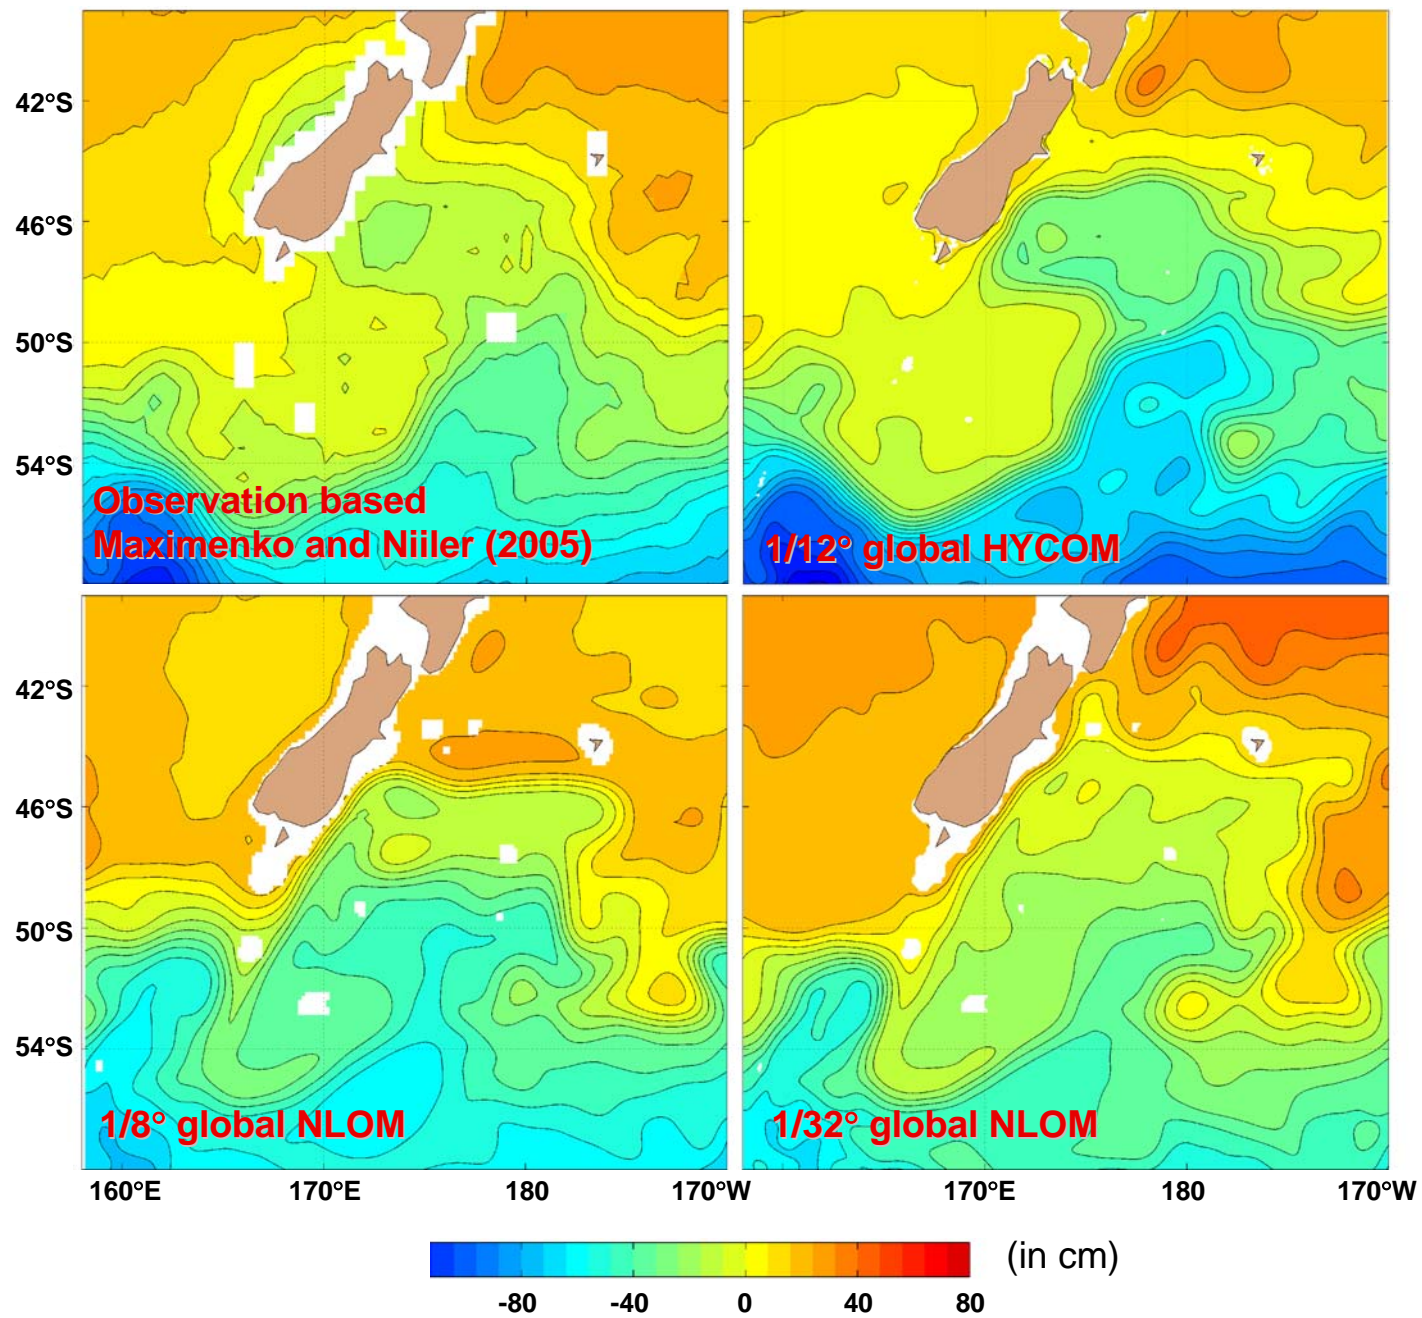 42°S
46°S
50°S
54°S
Observation based
Maximenko and Niiler (2005)
1/12° global HYCOM
42°S
46°S
50°S
54°S
1/8° global NLOM
1/32° global NLOM
160°E 170°E 180 170°W 170°E 180 170°W
(in cm)
-80 -40 0 40 80